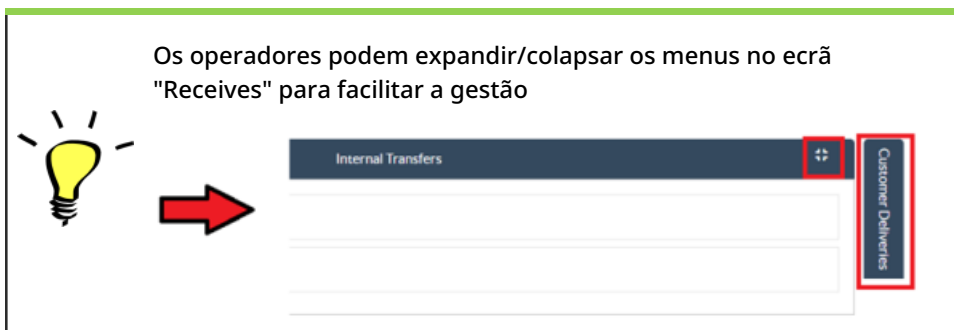 Os operadores podem expandir/colapsar os menus no ecrã
"Receives" para facilitar a gestão
Internal Transfers
Customer Deliveries